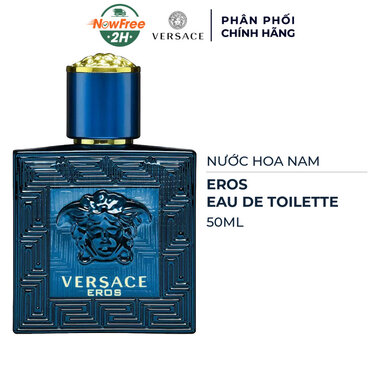 NowFree
2H
VERSACE
PHÂN PHỐI
CHÍNH HÃNG
NƯỚC HOA NAM
EROS
EAU DE TOILETTE
50ML
VERSACE
EROS